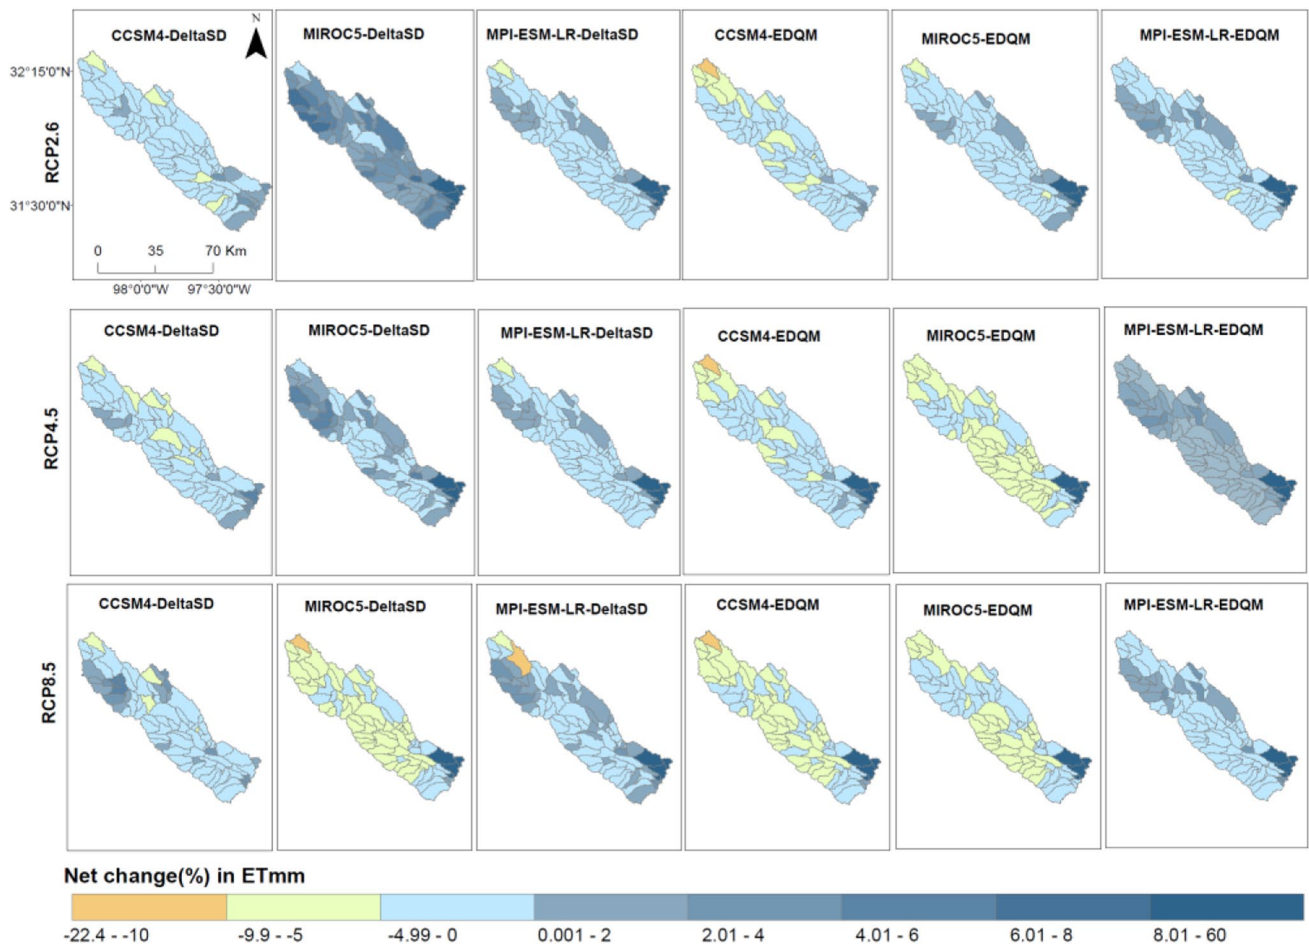 N
CCSM4-DeltaSD
MIROC5-DeltaSD
MPI-ESM-LR-DeltaSD
CCSM4-EDQM
MIROC5-EDQM
MPI-ESM-LR-EDQM
32°15'0"N
RCP2.6
31°30'0"N
0 35 70 Km
98°0'0"W 97°30'0"W
CCSM4-DeltaSD
MIROC5-DeltaSD
MPI-ESM-LR-DeltaSD
CCSM4-EDQM
MIROC5-EDQM
MPI-ESM-LR-EDQM
RCP4.5
CCSM4-DeltaSD
MIROC5-DeltaSD
MPI-ESM-LR-DeltaSD
CCSM4-EDQM
MIROC5-EDQM
MPI-ESM-LR-EDQM
RCP8.5
Net change(%) in ETmm
-22.4 - -10 -9.9 - -5 -4.99 - 0 0.001 - 2 2.01 - 4 4.01 - 6 6.01 - 8 8.01 - 60